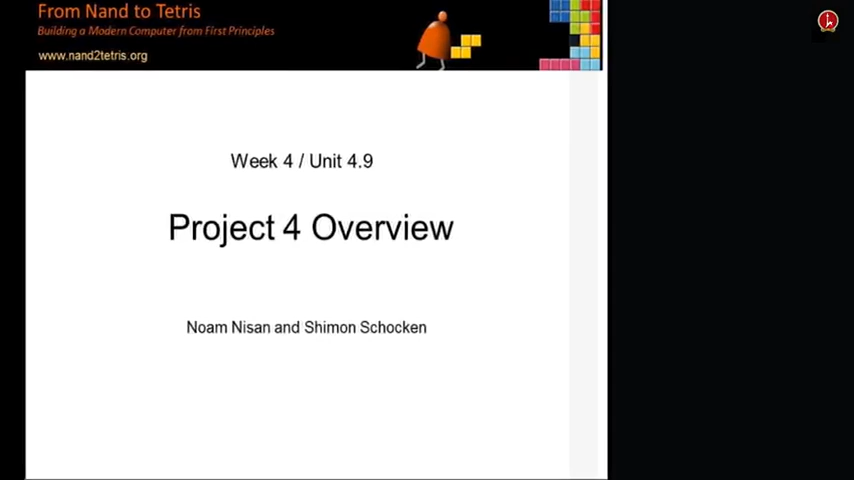 From Nand to Tetris
Building a Modern Computer from First Principles
www.nand2tetris.org
Week 4 / Unit 4.9
Project 4 Overview
Noam Nisan and Shimon Schocken